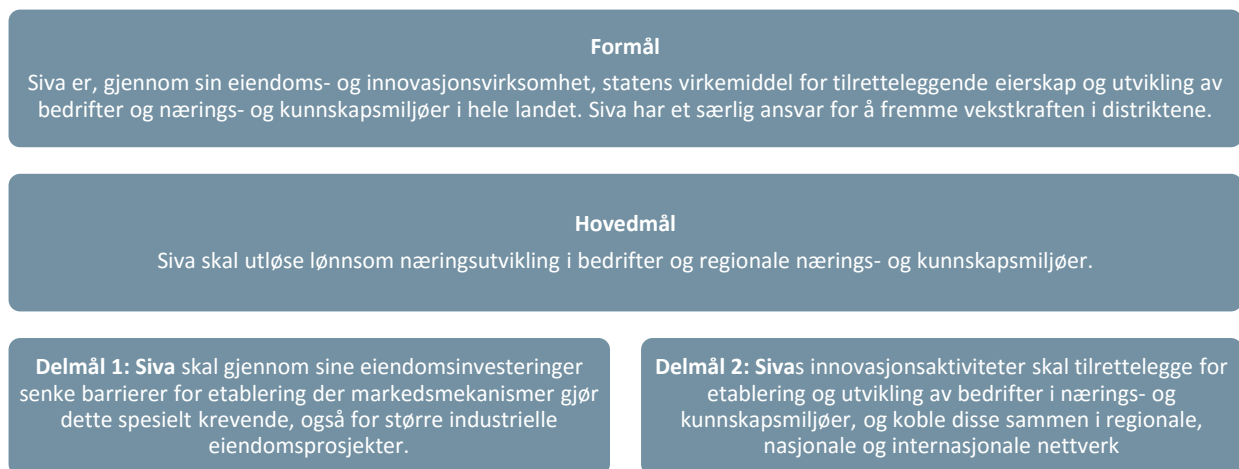 Formål
Siva er, gjennom sin eiendoms- og innovasjonsvirksomhet, statens virkemiddel for tilretteleggende eierskap og utvikling av
bedrifter og nærings- og kunnskapsmiljøer i hele landet. Siva har et særlig ansvar for å fremme vekstkraften i distriktene.
Hovedmål
Siva skal utløse lønnsom næringsutvikling i bedrifter og regionale nærings- og kunnskapsmiljøer.
Delmål 1: Siva skal gjennom sine eiendomsinvesteringer
senke barrierer for etablering der markedsmekanismer gjør
dette spesielt krevende, også for større industrielle
eiendomsprosjekter.
Delmål 2: Sivas innovasjonsaktiviteter skal tilrettelegge for
etablering og utvikling av bedrifter i nærings- og
kunnskapsmiljøer, og koble disse sammen i regionale,
nasjonale og internasjonale nettverk